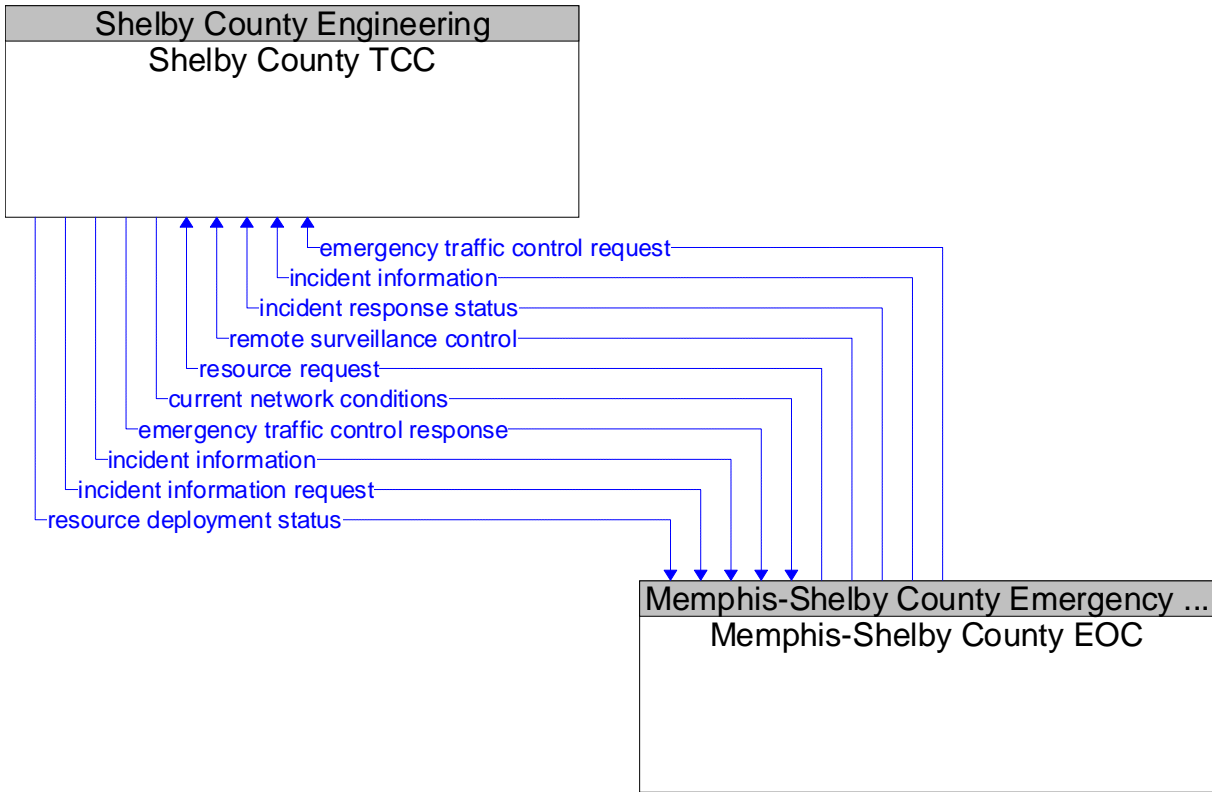 Shelby County Engineering
Shelby County TCC
emergency traffic control request
incident information
incident response status
remote surveillance control
resource request
current network conditions
emergency traffic control response
incident information
incident information request
resource deployment status
Memphis-Shelby County Emergency ...
Memphis-Shelby County EOC